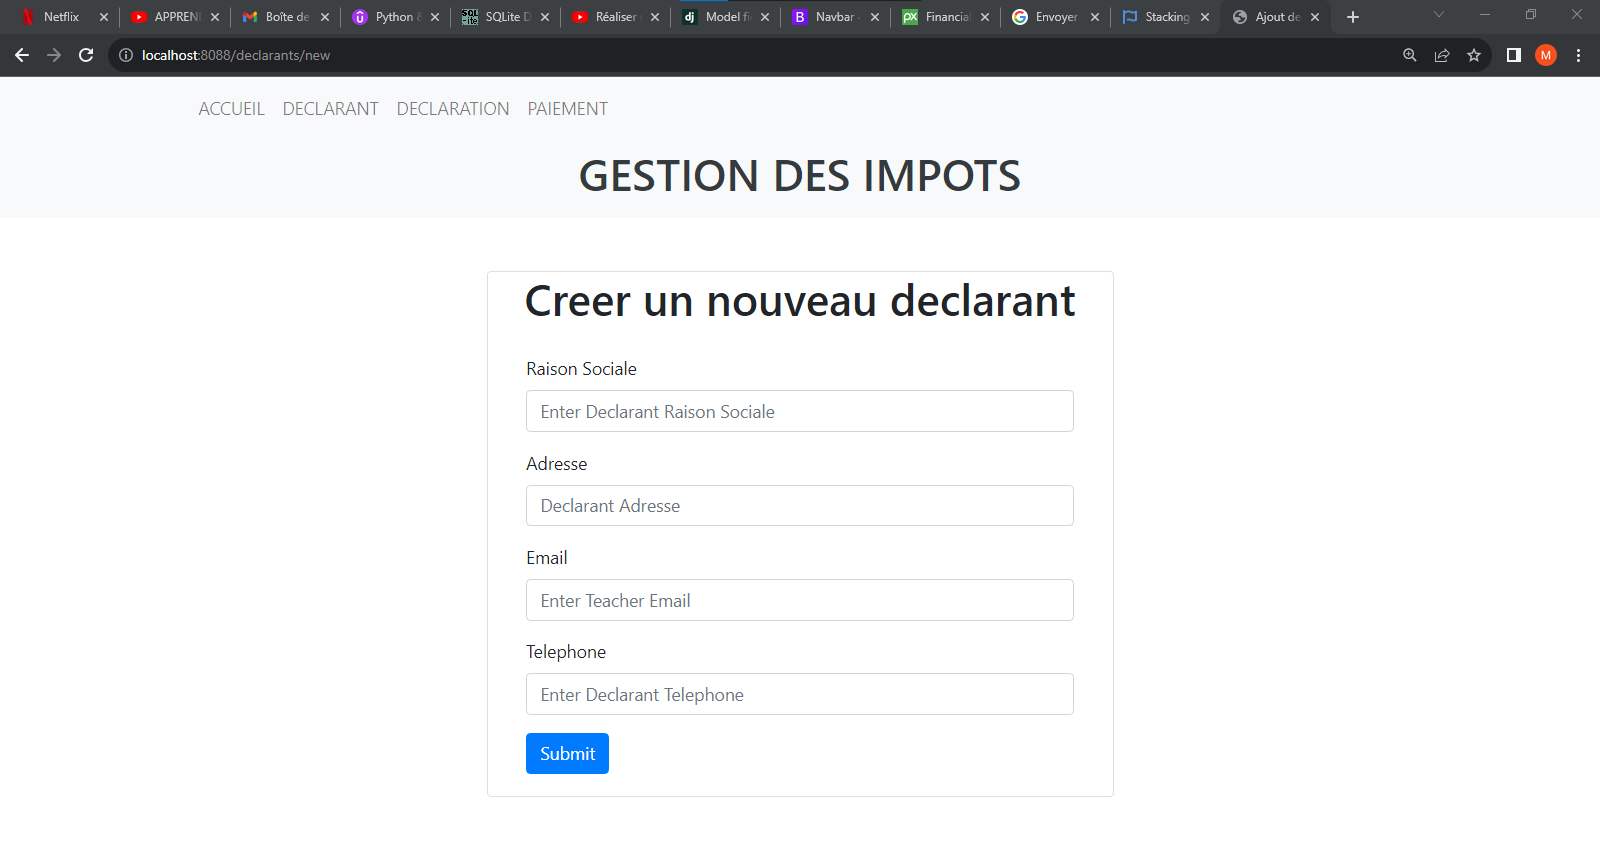 Netflix
APPREN
Boîte de
Python &
SQLite D
Réaliser
Model fi
Navbar -
Financial
Envoyer
Stacking
Ajout de
localhost:8088/declarants/new
M
ACCUEIL DECLARANT DECLARATION PAIEMENT
GESTION DES IMPOTS
Creer un nouveau declarant
Raison Sociale
Enter Declarant Raison Sociale
Adresse
Declarant Adresse
Email
Enter Teacher Email
Telephone
Enter Declarant Telephone
Submit